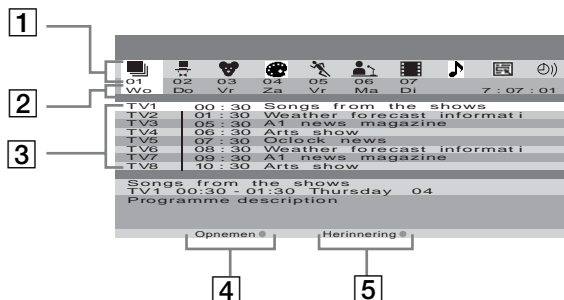 1
01 02 03 04 05 06 07
2
Wo Do Vr Za Vr Ma Di 7 : 07 : 01
TV1 00 : 30 Songs from the shows
TV2 01 : 30 Weather forecast informati
TV3 05 : 30 A1 news magazine
TV4 06 : 30 Arts show
3
TV5 07 : 30 Oclock news
TV6 08 : 30 Weather forecast informati
TV7 09 : 30 A1 news magazine
TV8 10 : 30 Arts show
Songs from the shows
TV1 00:30 - 01:30 Thursday 04
Programme description
Opnemen Herinnering
4 5